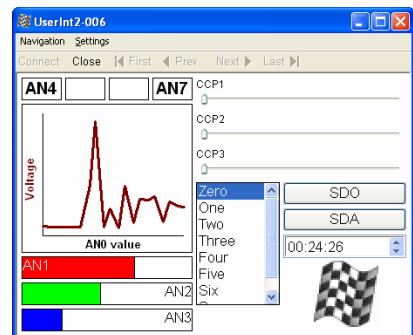 UserInt2-006
Navigation Settings
Connect Close First Prev Next Last
AN4 AN7
CCP1
CCP2
CCP3
Voltage
AN0 value
Zero
One
Two
Three
Four
Five
Six
SDO
SDA
00:24:26
AN1
AN2
AN3